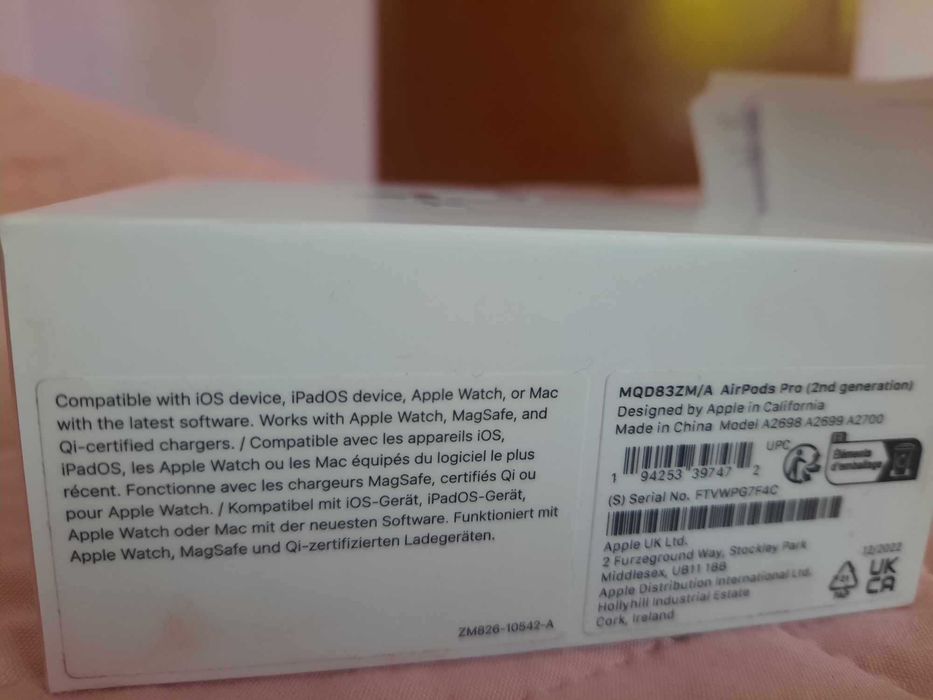 Compatible with iOS device, iPadOS device, Apple Watch, or Mac
with the latest software. Works with Apple Watch, MagSafe, and
Qi-certified chargers. / Compatible avec les appareils iOS,
iPadOS, les Apple Watch ou les Mac équipés du logiciel le plus
récent. Fonctionne avec les chargeurs MagSafe, certifiés Qi ou
pour Apple Watch. / Kompatibel mit iOS-Gerät, iPadOS-Gerät,
Apple Watch oder Mac mit der neuesten Software. Funktioniert mit
Apple Watch, MagSafe und Qi-zertifizierten Ladegeräten.
ZM826-10542-A
MQD83ZM/A AirPods Pro (2nd generation)
Designed by Apple in California
Made in China Model A2698 A2699 A2700
UPC
1 94253 39747 2
Éléments
d'emballage
(S) Serial No. FTVWPG7F4C
Apple UK Ltd.
2 Furzeground Way, Stockley Park
Middlesex, UB11 1BB
Apple Distribution International Ltd.
Hollyhill Industrial Estate
Cork, Ireland
12/2022
UK
CA